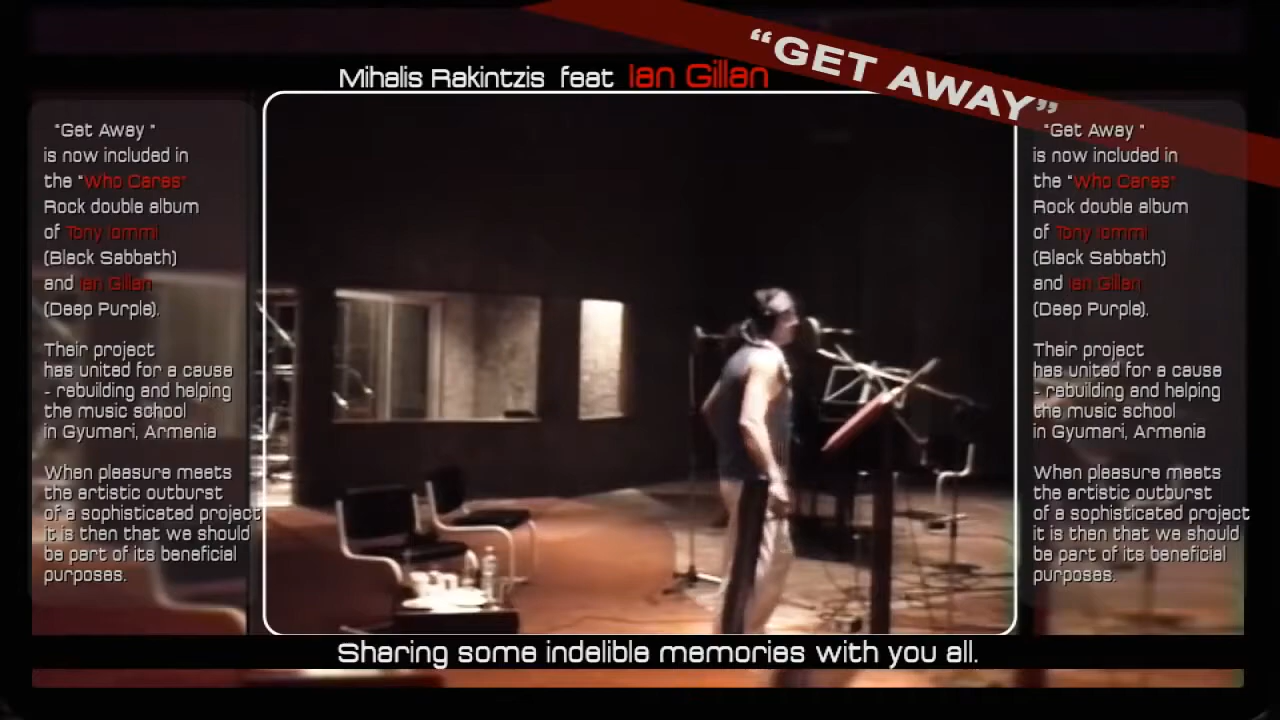 “GET AWAY”
Mihalis Rakintzis feat Ian Gillan
“Get Away ”
is now included in
the “Who Cares”
Rock double album
of Tony Iommi
(Black Sabbath)
and Ian Gillan
(Deep Purple).
Their project
has united for a cause
- rebuilding and helping
the music school
in Gyumari, Armenia
When pleasure meets
the artistic outburst
of a sophisticated project
it is then that we should
be part of its beneficial
purposes.
“Get Away ”
is now included in
the “Who Cares”
Rock double album
of Tony Iommi
(Black Sabbath)
and Ian Gillan
(Deep Purple).
Their project
has united for a cause
- rebuilding and helping
the music school
in Gyumari, Armenia
When pleasure meets
the artistic outburst
of a sophisticated project
it is then that we should
be part of its beneficial
purposes.
Sharing some indelible memories with you all.